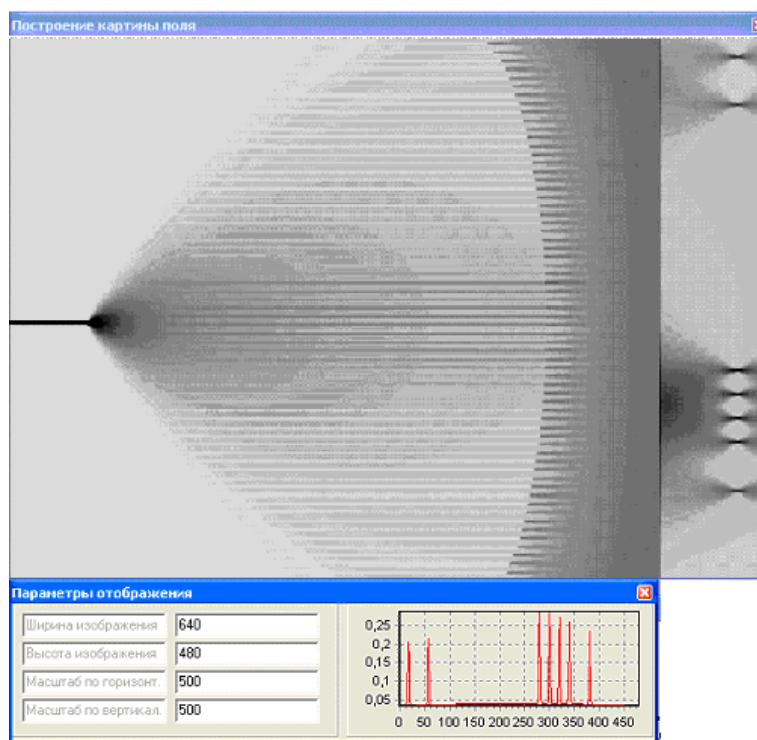 Построение картины поля
Параметры отображения
Ширина изображения 640
Высота изображения 480
Масштаб по горизонт. 500
Масштаб по вертикал. 500
0,25
0,2
0,15
0,1
0,05
0 50 100 150 200 250 300 350 400 450